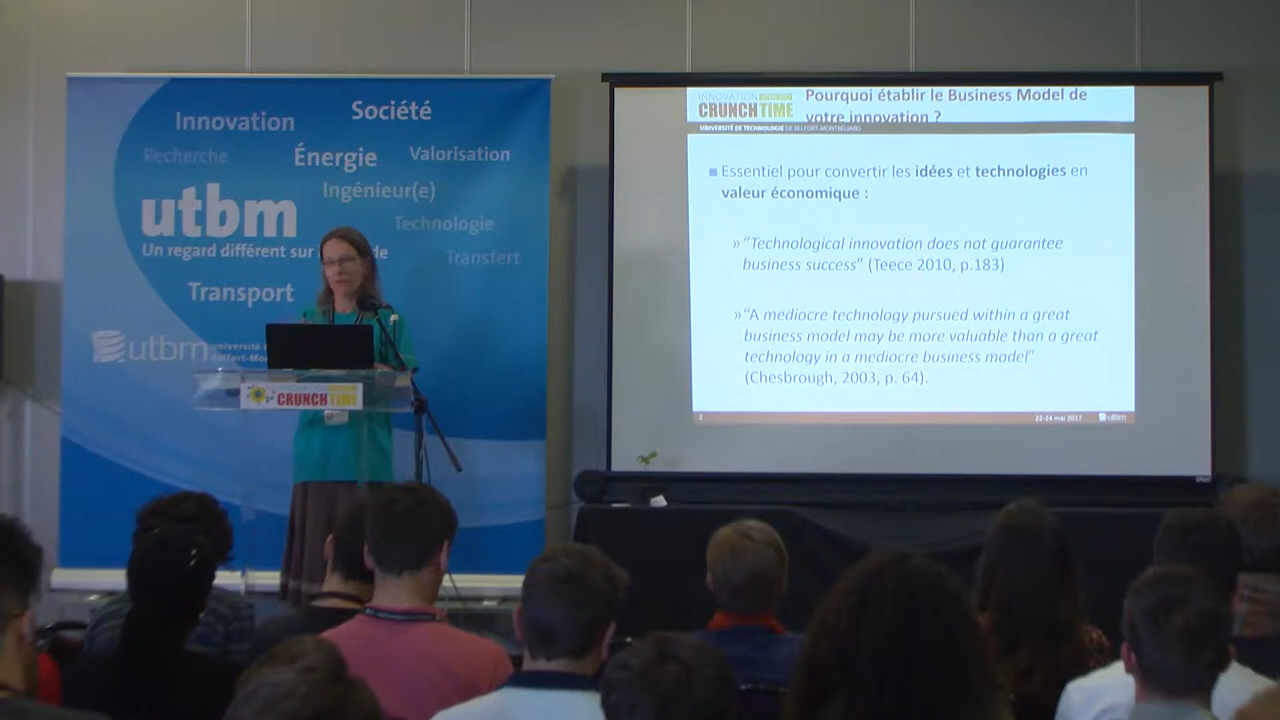 Innovation
Société
Recherche
Énergie
Valorisation
Ingénieur(e)
utbm
Technologie
Un regard différent sur
de
Transfert
Transport
utbm
université
CRUNCH TIME
INNOVATION
CRUNCH TIME
Pourquoi établir le Business Model de
votre innovation ?
UNIVERSITÉ DE TECHNOLOGIE DE BELFORT-MONTBÉLIARD
Essentiel pour convertir les idées et technologies en
valeur économique :
» “Technological innovation does not guarantee
business success” (Teece 2010, p.183)
» “A mediocre technology pursued within a great
business model may be more valuable than a great
technology in a mediocre business model”
(Chesbrough, 2003, p. 64).
2
22-24 mai 2017
utbm